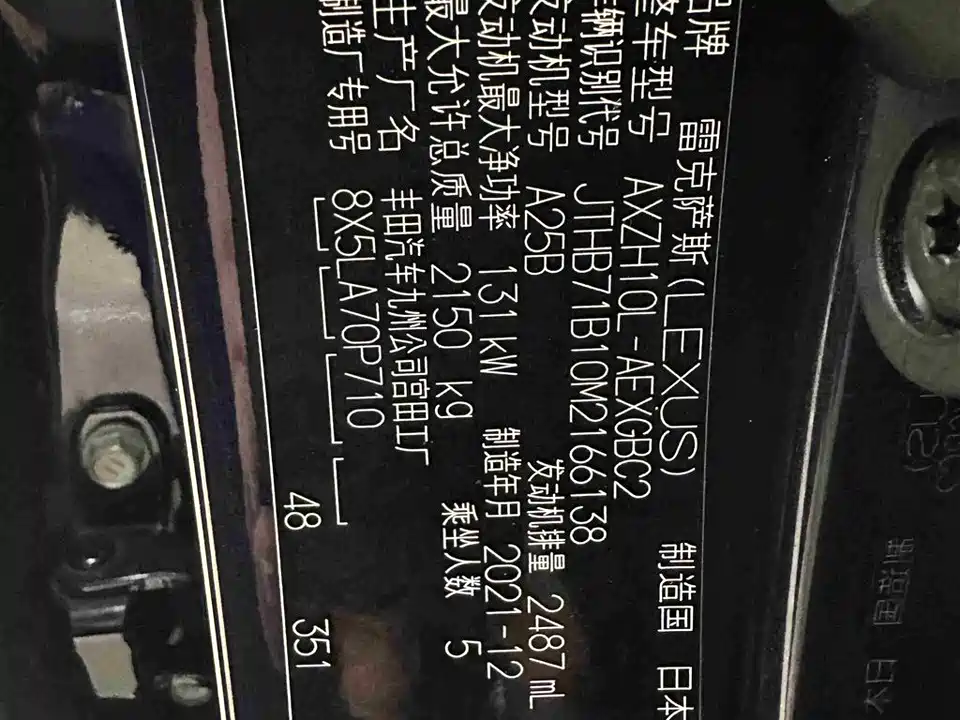 品牌 雷克萨斯(LEXUS) 制造国 日本
整车型号 AXZH10L-AEXGBC2
车辆识别代号 JTHB71B10M2166138
发动机型号 A25B 发动机排量 2487 mL
发动机最大净功率 131 kW 制造年月 2021-12
最大允许总质量 2150 kg 乘坐人数 5
生产厂名 丰田汽车九州公司宫田工厂
制造厂专用号 8X5LA70P710
48 351